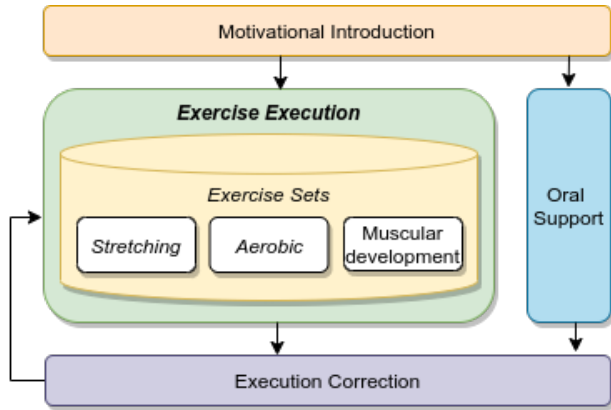 Motivational Introduction
Exercise Execution
Exercise Sets
Stretching
Aerobic
Muscular
development
Oral
Support
Execution Correction